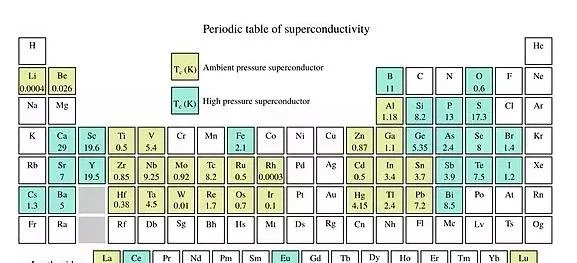 Periodic table of superconductivity
H He
Tc (K) Ambient pressure superconductor
Li Be B C N O F Ne
0.0004 0.026 11 0.6
Tc (K) High pressure superconductor
Na Mg Al Si P S Cl Ar
1.18 8.2 13 17.3
K Ca Sc Ti V Cr Mn Fe Co Ni Cu Zn Ga Ge As Se Br Kr
29 19.6 0.5 5.4 2.1 0.87 1.1 5.35 2.4 8 1.4
Rb Sr Y Zr Nb Mo Tc Ru Rh Pd Ag Cd In Sn Sb Te I Xe
7 19.5 0.85 9.25 0.92 8.2 0.5 0.0003 0.5 3.4 3.7 3.9 7.5 1.2
Cs Ba Hf Ta W Re Os Ir Pt Au Hg Tl Pb Bi Po At Rn
1.3 5 0.38 4.5 0.01 1.7 0.7 0.1 4.15 2.4 7.2 8.5
Fr Ra Rf Db Sg Bh Hs Mt Ds Rg Cn Nh Fl Mc Lv Ts Og
La Ce Pr Nd Pm Sm Eu Gd Tb Dy Ho Er Tm Yb Lu